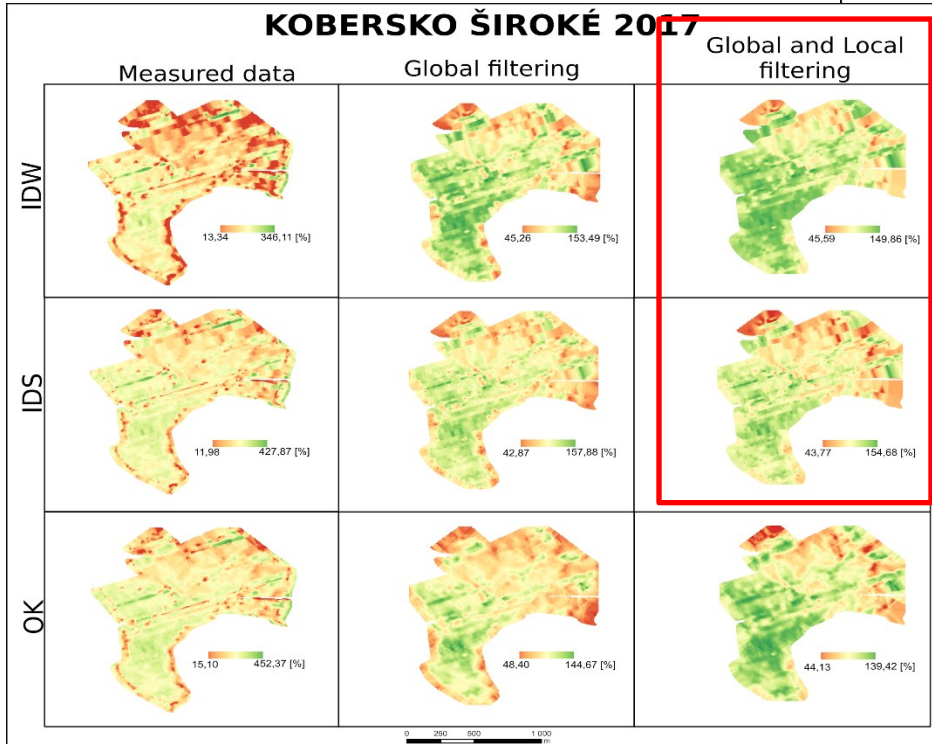 KOBERSKO ŠIROKÉ 2017
Measured data
Global filtering
Global and Local
filtering
IDW
13,34 346,11 [%]
45,26 153,49 [%]
45,59 149,86 [%]
IDS
11,98 427,87 [%]
42,87 157,88 [%]
43,77 154,68 [%]
OK
15,10 452,37 [%]
48,40 144,67 [%]
44,13 139,42 [%]
0 250 500 1 000
m